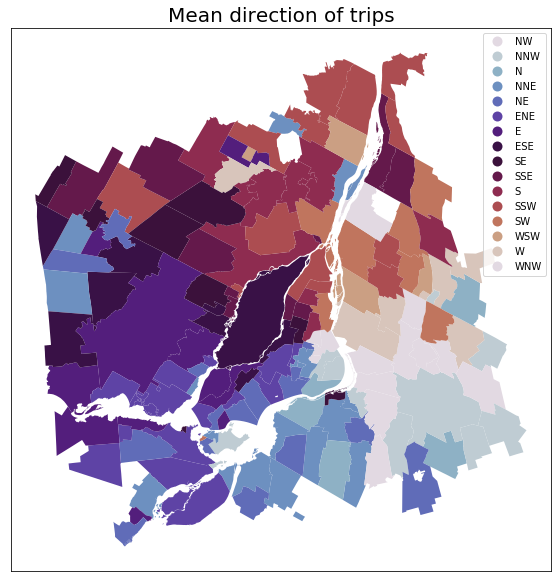 Mean direction of trips
NW
NNW
N
NNE
NE
ENE
E
ESE
SE
SSE
S
SSW
SW
WSW
W
WNW